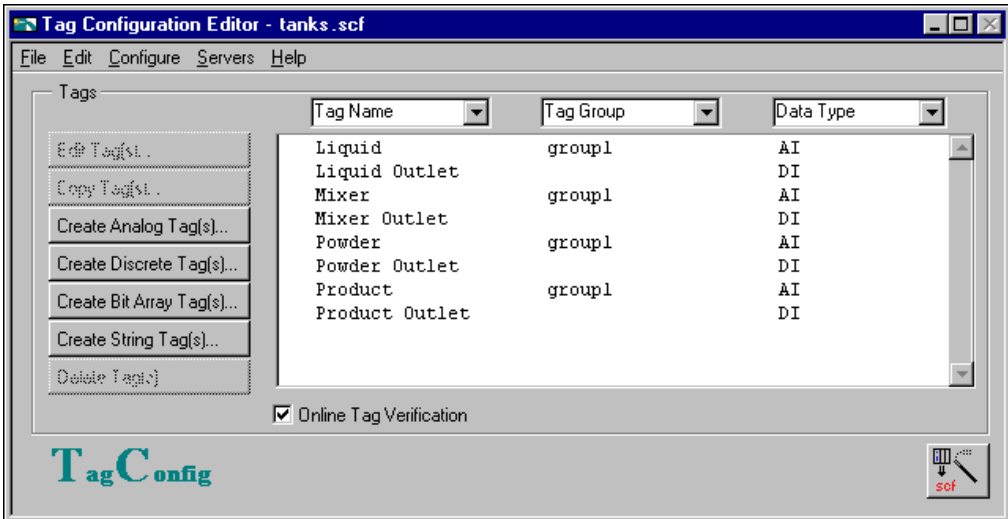 Tag Configuration Editor - tanks.scf
File Edit Configure Servers Help
Tags
Tag Name Tag Group Data Type
Edit Tag(s)...
Copy Tag(s)...
Create Analog Tag(s)...
Create Discrete Tag(s)...
Create Bit Array Tag(s)...
Create String Tag(s)...
Delete Tag(s)
Liquid group1 AI
Liquid Outlet DI
Mixer group1 AI
Mixer Outlet DI
Powder group1 AI
Powder Outlet DI
Product group1 AI
Product Outlet DI
Online Tag Verification
TagConfig
scf